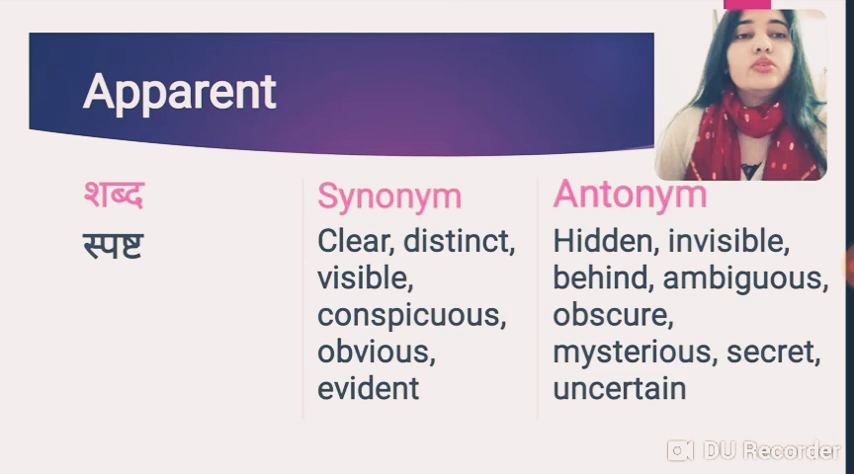 Apparent
शब्द
स्पष्ट
Synonym
Clear, distinct,
visible,
conspicuous,
obvious,
evident
Antonym
Hidden, invisible,
behind, ambiguous,
obscure,
mysterious, secret,
uncertain
DU Recorder